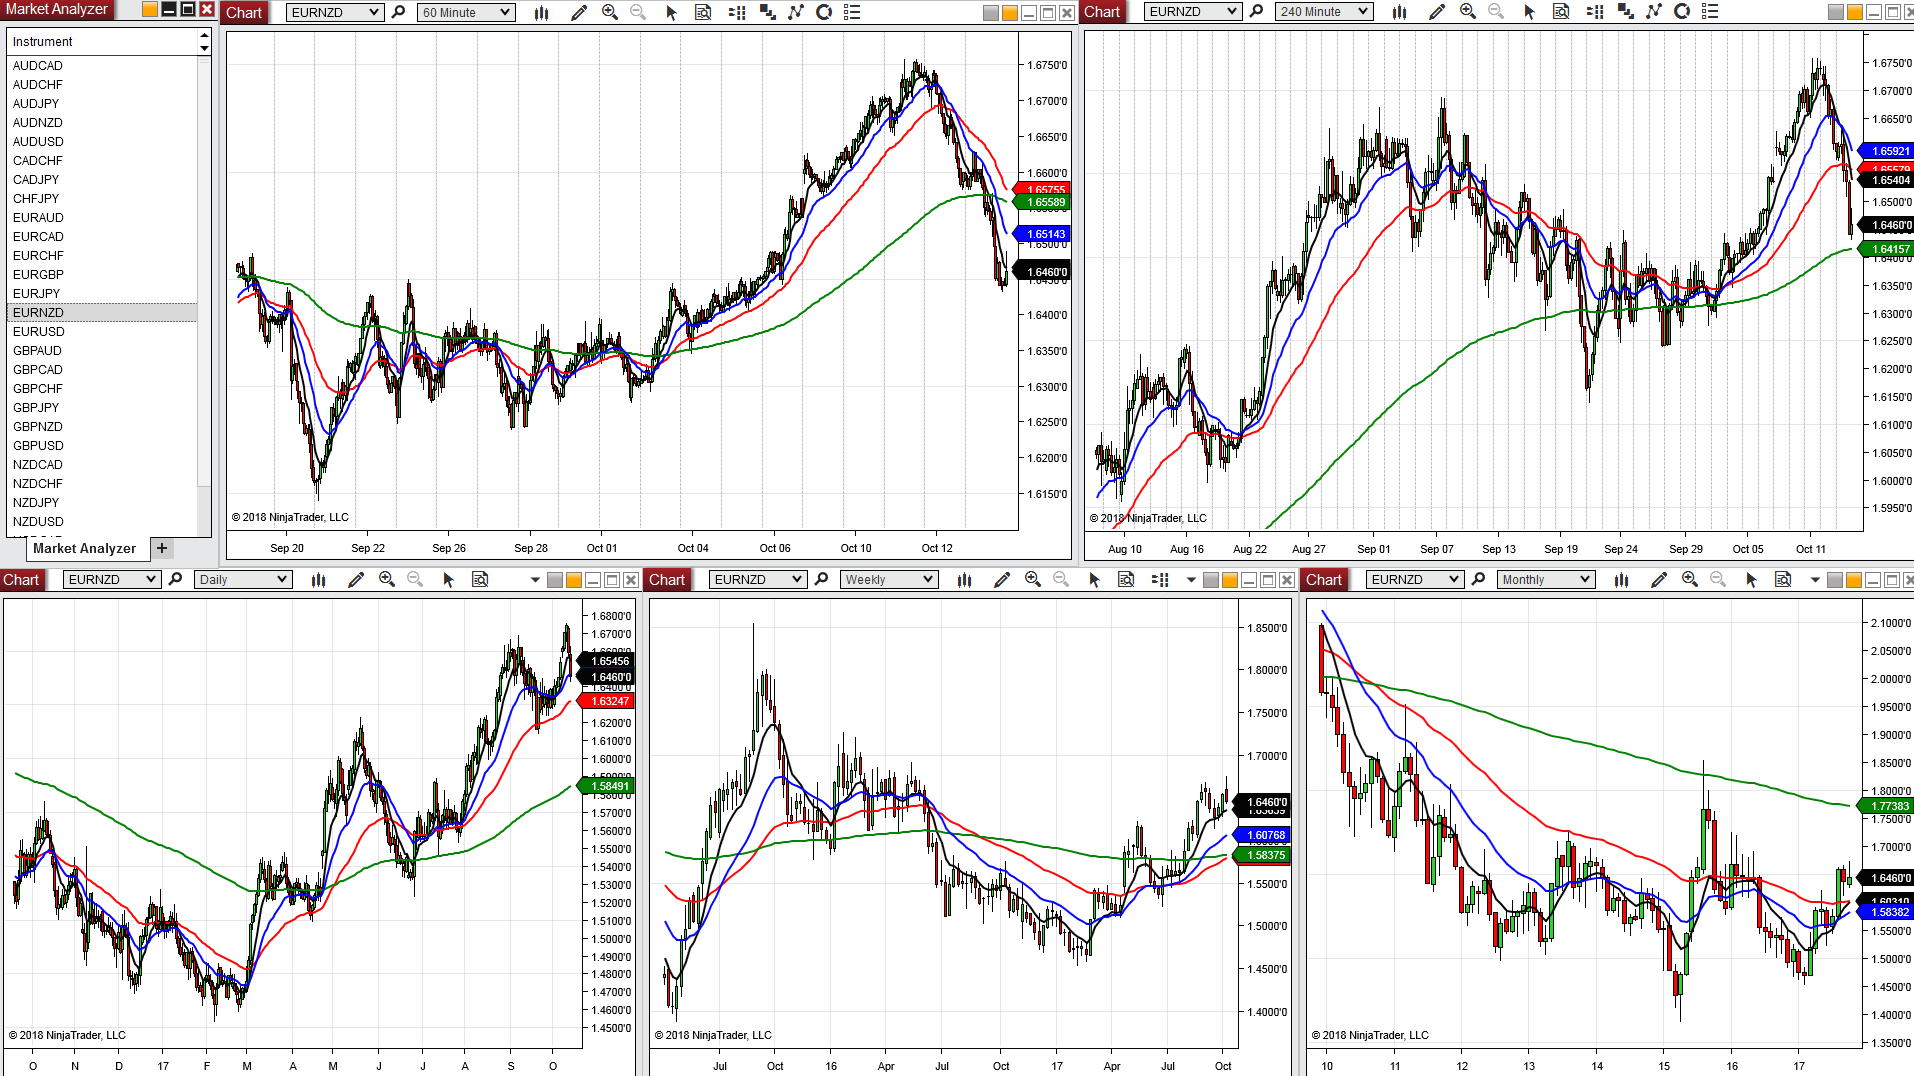 Market Analyzer
Instrument
AUDCAD
AUDCHF
AUDJPY
AUDNZD
AUDUSD
CADCHF
CADJPY
CHFJPY
EURAUD
EURCAD
EURCHF
EURGBP
EURJPY
EURNZD
EURUSD
GBPAUD
GBPCAD
GBPCHF
GBPJPY
GBPNZD
GBPUSD
NZDCAD
NZDCHF
NZDJPY
NZDUSD
Market Analyzer +
Chart EURNZD 60 Minute
1.6750'0
1.6700'0
1.6650'0
1.6600'0
1.65755
1.65589
1.65143
1.6500'0
1.6460'0
1.6400'0
1.6350'0
1.6300'0
1.6250'0
1.6200'0
1.6150'0
© 2018 NinjaTrader, LLC
Sep 20 Sep 22 Sep 26 Sep 28 Oct 01 Oct 04 Oct 06 Oct 10 Oct 12
Chart EURNZD 240 Minute
1.6750'0
1.6700'0
1.6650'0
1.65921
1.65404
1.6500'0
1.6460'0
1.64157
1.6400'0
1.6350'0
1.6300'0
1.6250'0
1.6200'0
1.6150'0
1.6100'0
1.6050'0
1.6000'0
1.5950'0
© 2018 NinjaTrader, LLC
Aug 10 Aug 16 Aug 22 Aug 27 Sep 01 Sep 07 Sep 13 Sep 19 Sep 24 Sep 29 Oct 05 Oct 11
Chart EURNZD Daily
1.6800'0
1.6700'0
1.65456
1.6460'0
1.6400'0
1.63247
1.6200'0
1.6100'0
1.6000'0
1.58491
1.5700'0
1.5600'0
1.5500'0
1.5400'0
1.5300'0
1.5200'0
1.5100'0
1.5000'0
1.4900'0
1.4800'0
1.4700'0
1.4600'0
1.4500'0
© 2018 NinjaTrader, LLC
O N D 17 F M A M J J A S O
Chart EURNZD Weekly
1.8500'0
1.8000'0
1.7500'0
1.7000'0
1.6460'0
1.60768
1.58375
1.5500'0
1.5000'0
1.4500'0
1.4000'0
© 2018 NinjaTrader, LLC
Jul Oct 16 Apr Jul Oct 17 Apr Jul Oct
Chart EURNZD Monthly
2.1000'0
2.0500'0
2.0000'0
1.9500'0
1.9000'0
1.8500'0
1.8000'0
1.77383
1.7500'0
1.7000'0
1.6460'0
1.58382
1.5500'0
1.5000'0
1.4500'0
1.4000'0
1.3500'0
© 2018 NinjaTrader, LLC
10 11 12 13 14 15 16 17